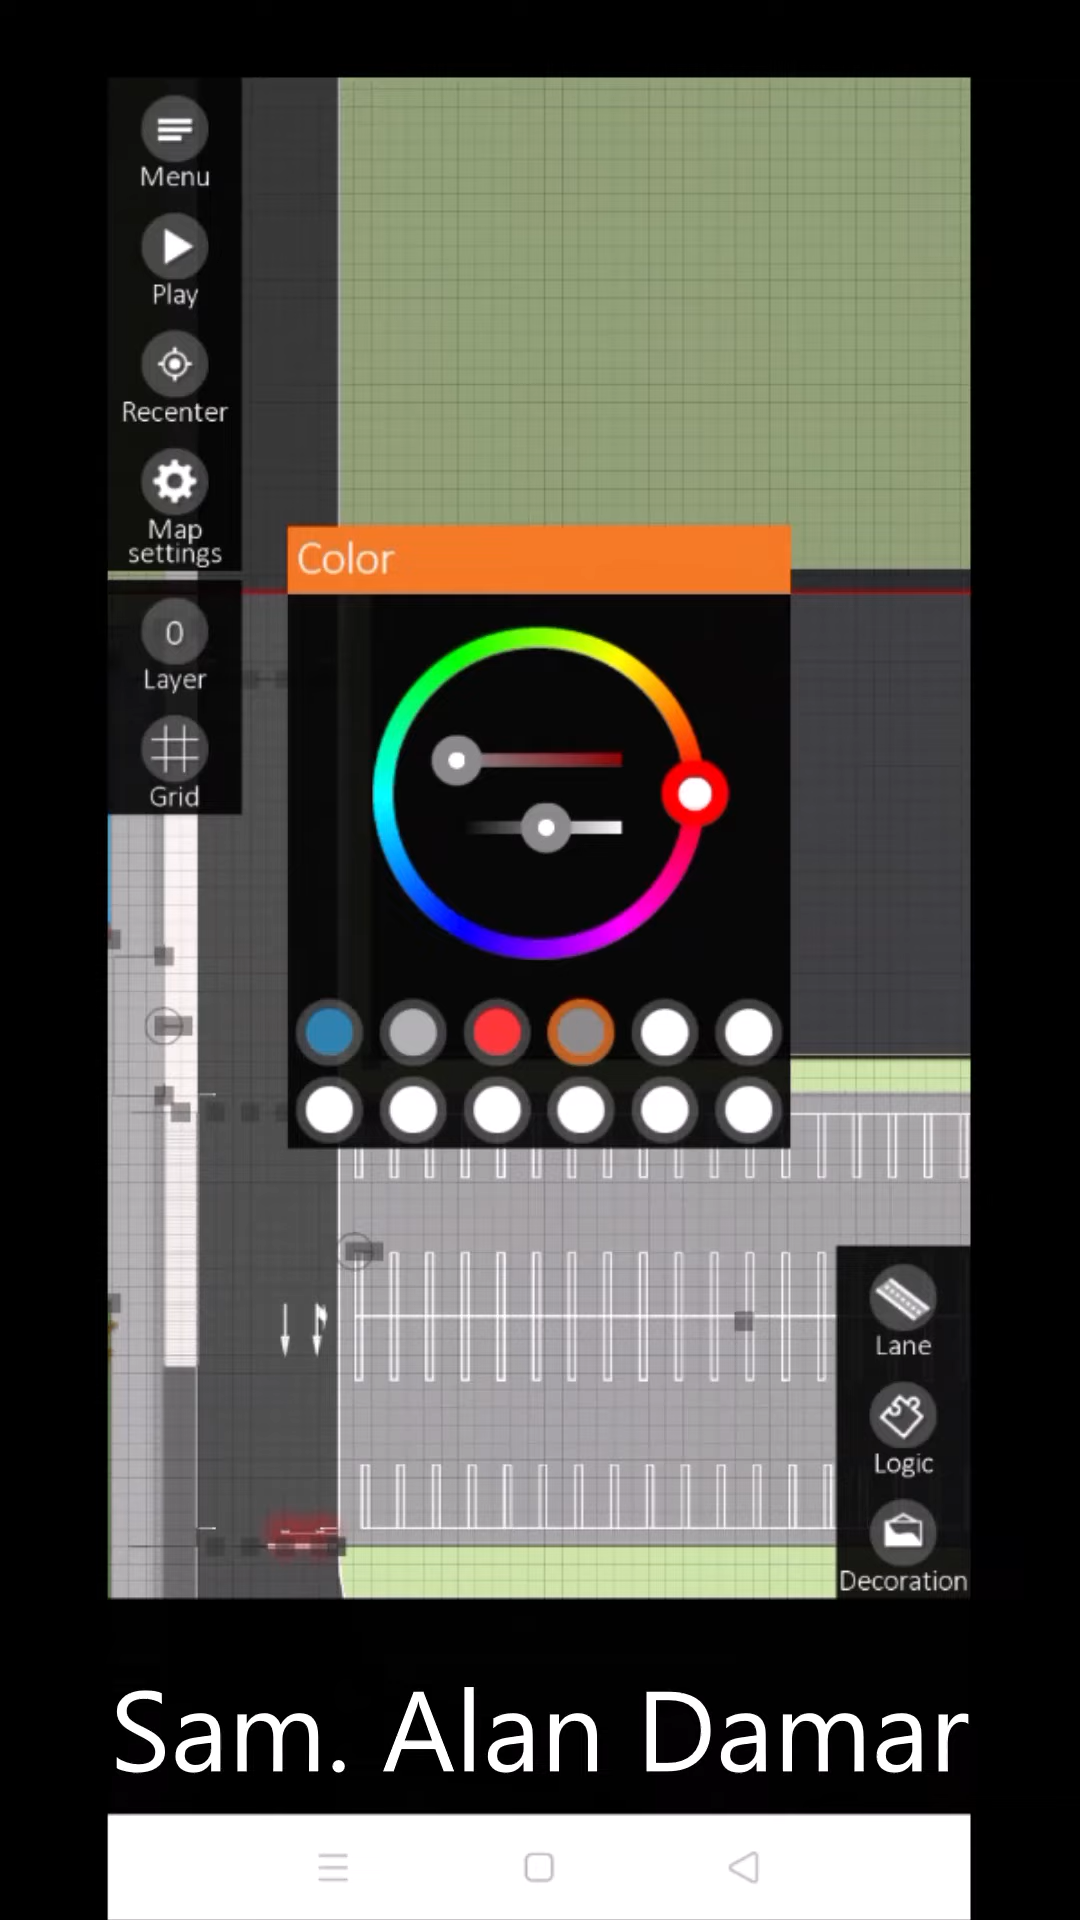 Menu
Play
Recenter
Map
settings
Color
0
Layer
Grid
Lane
Logic
Decoration
Sam. Alan Damar